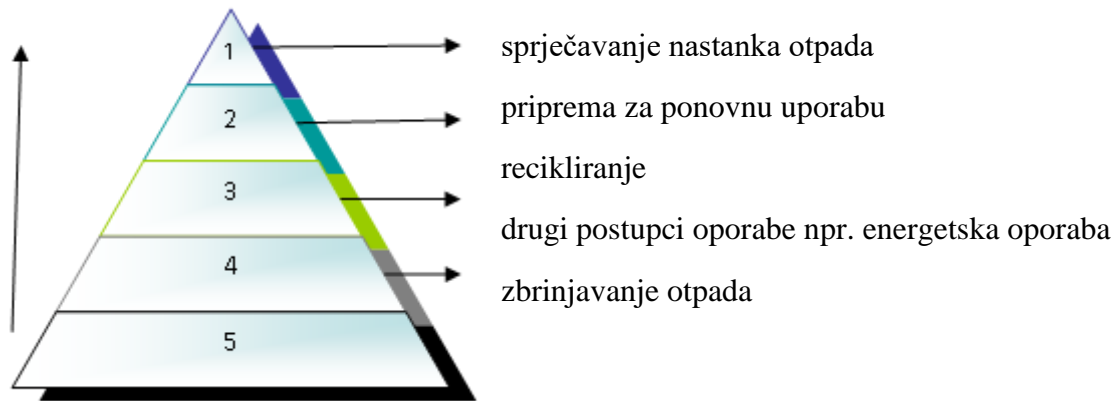 1
sprječavanje nastanka otpada
2
priprema za ponovnu uporabu
recikliranje
3
drugi postupci oporabe npr. energetska oporaba
4
zbrinjavanje otpada
5